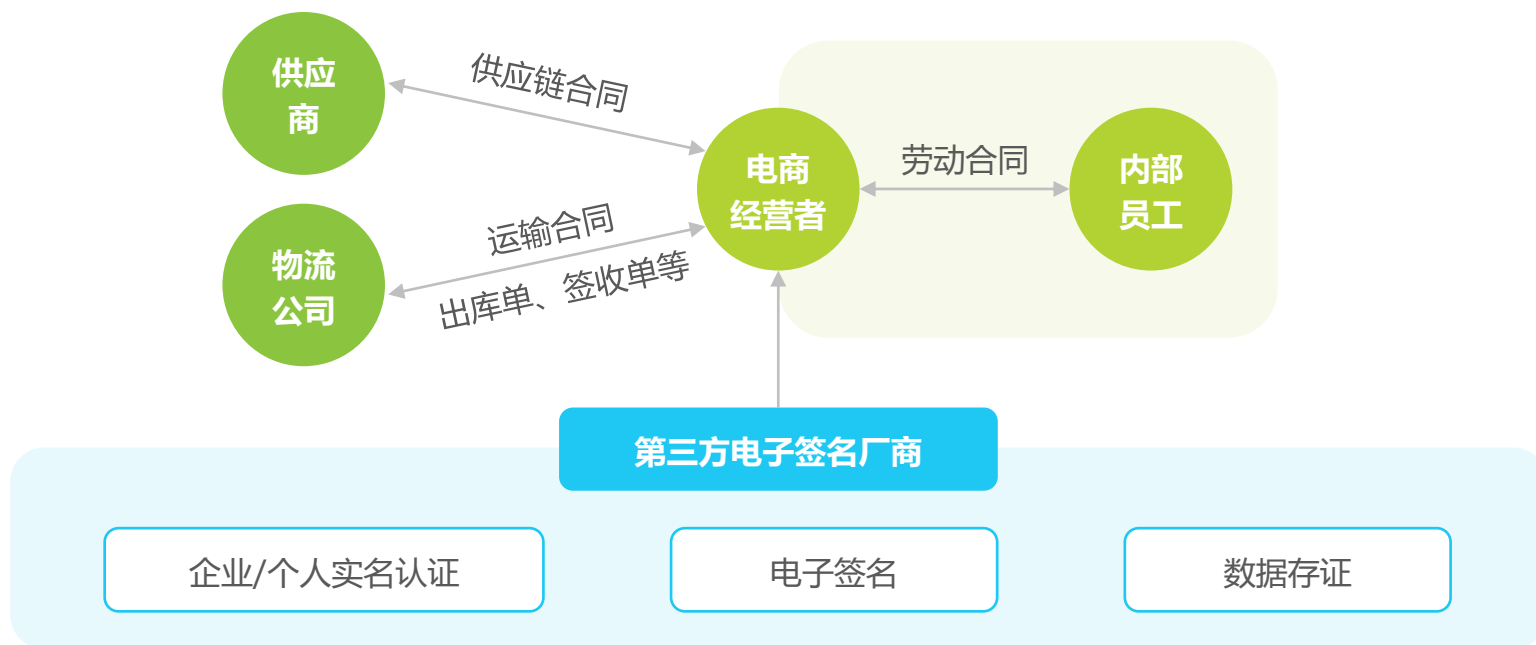 供应
商
供应链合同
电商
经营者
劳动合同
内部
员工
物流
公司
运输合同
出库单、签收单等
第三方电子签名厂商
企业/个人实名认证
电子签名
数据存证